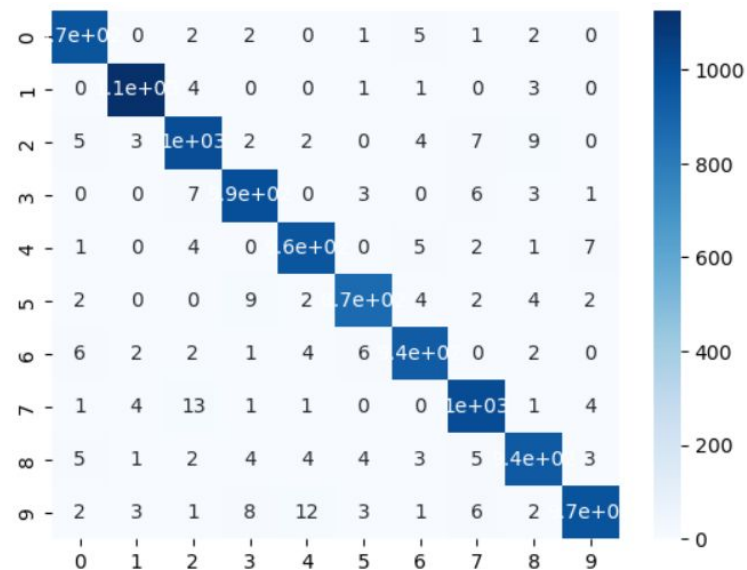 0 .7e+0 0 2 2 0 1 5 1 2 0
1 0 .1e+0 4 0 0 1 1 0 3 0
2 5 3 1e+03 2 2 0 4 7 9 0
3 0 0 7 .9e+0 0 3 0 6 3 1
4 1 0 4 0 .6e+0 0 5 2 1 7
5 2 0 0 9 2 .7e+0 4 2 4 2
6 6 2 2 1 4 6 .4e+0 0 2 0
7 1 4 13 1 1 0 0 1e+03 1 4
8 5 1 2 4 4 4 3 5 .4e+0 3
9 2 3 1 8 12 3 1 6 2 .7e+0
0 1 2 3 4 5 6 7 8 9
1000
800
600
400
200
0